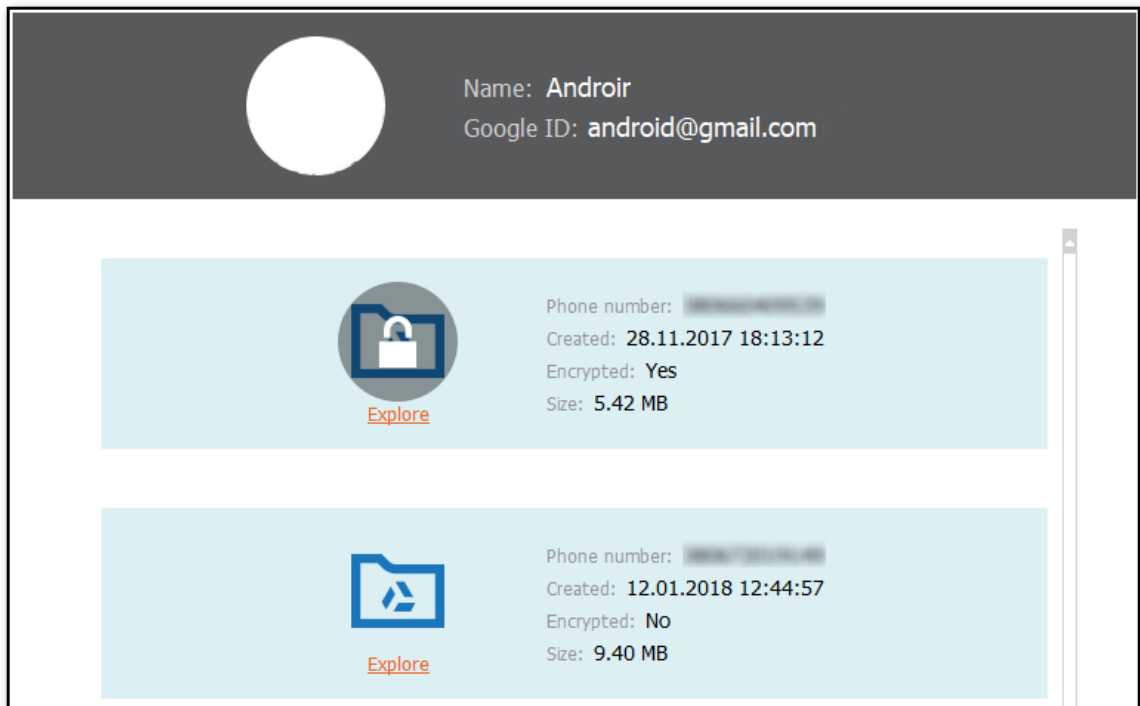 Name: Androir
Google ID: android@gmail.com
Phone number:
Created: 28.11.2017 18:13:12
Encrypted: Yes
Size: 5.42 MB
Explore
Phone number:
Created: 12.01.2018 12:44:57
Encrypted: No
Size: 9.40 MB
Explore